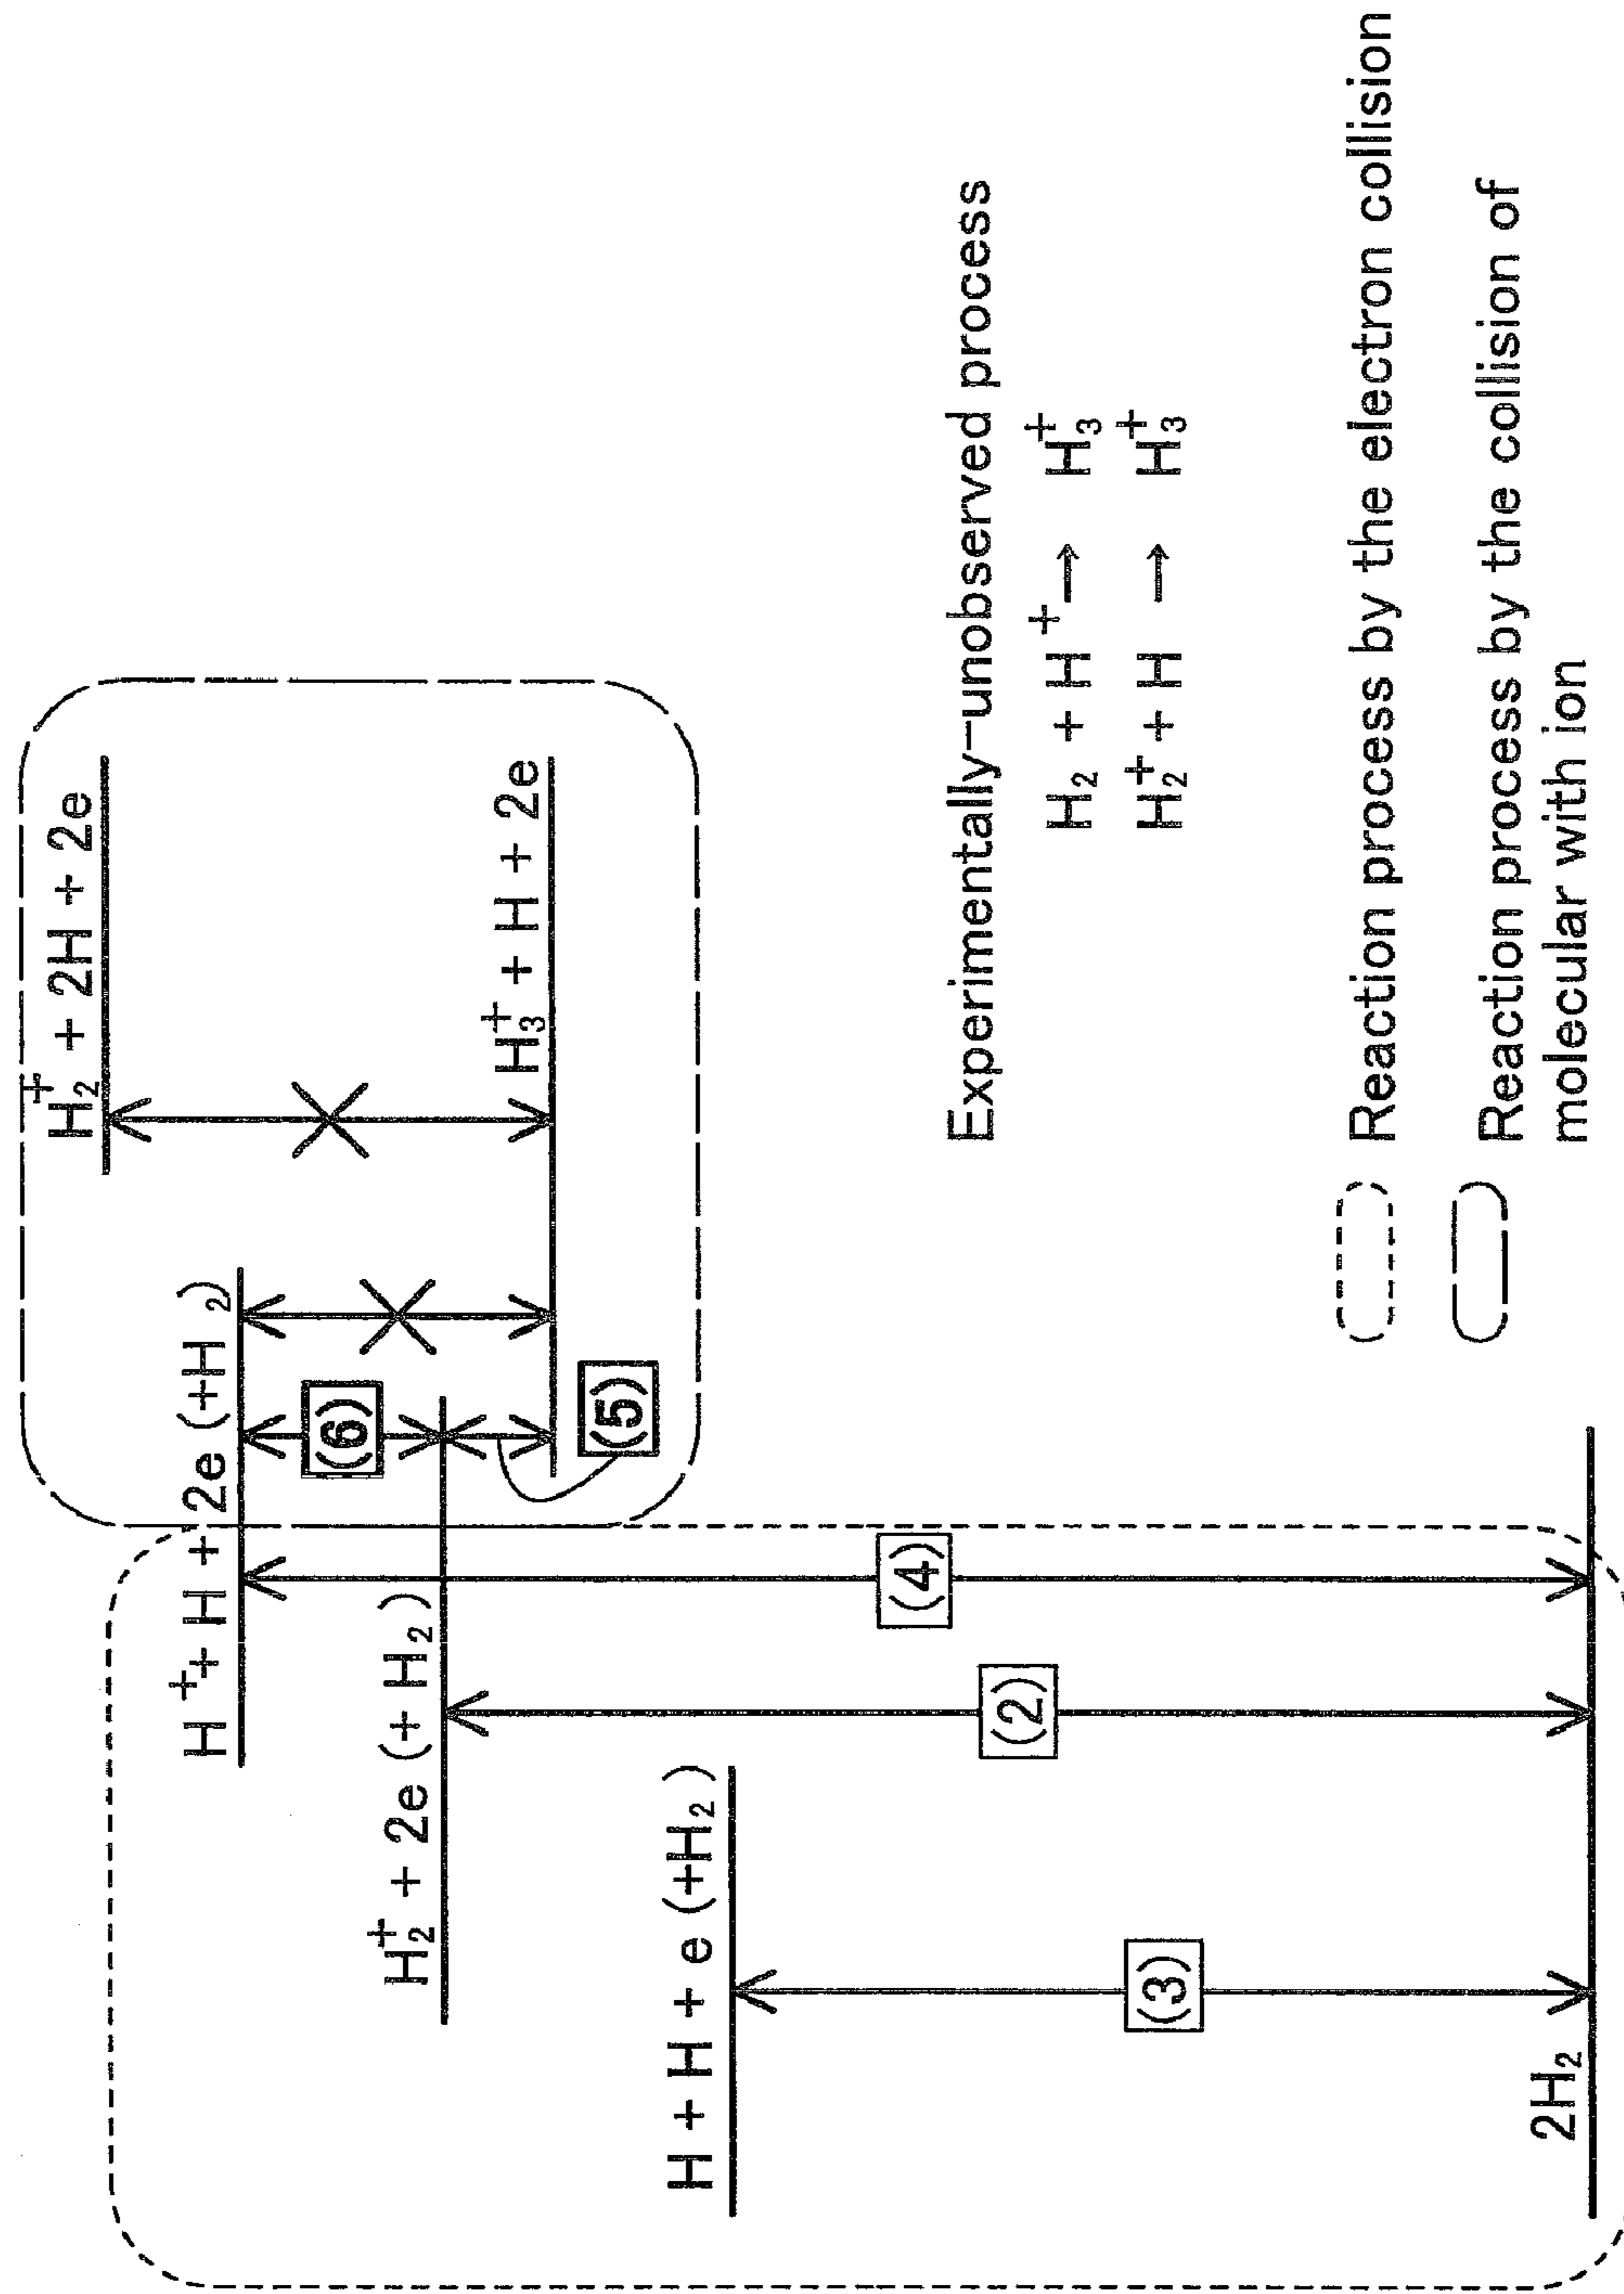 H₂⁺ + 2H + 2e
H⁺ + H + 2e (+H₂)
(6)
H₂⁺ + 2e (+ H₂)
H₃⁺ + H + 2e
(5)
H + H + e (+H₂)
(4)
(2)
(3)
2H₂
Experimentally-unobserved process
H₂ + H⁺ → H₃⁺
H₂⁺ + H → H₃⁺
Reaction process by the electron collision
Reaction process by the collision of
molecular with ion